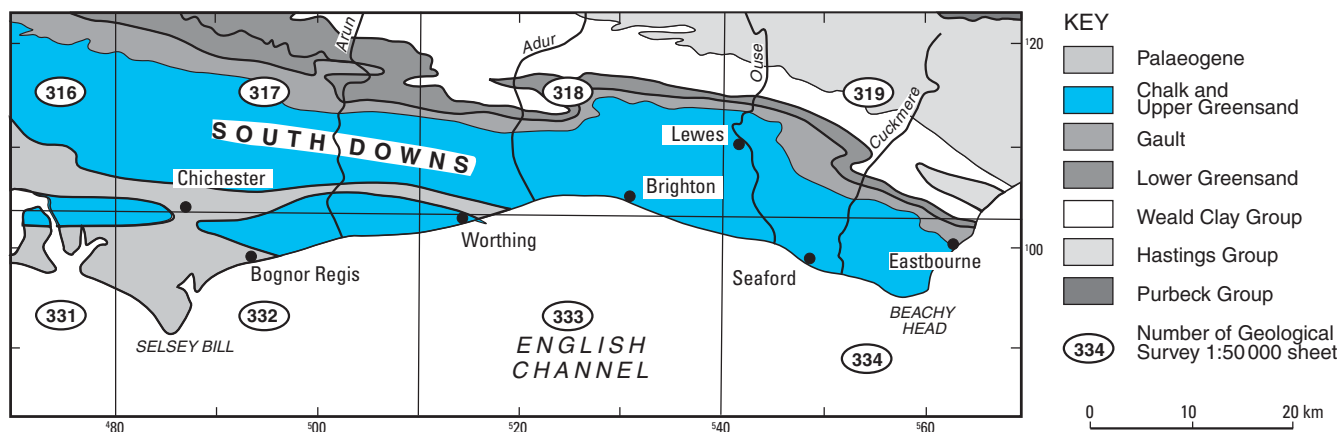 Arun
Adur
Ouse
Cuckmere
316
317
318
319
SOUTH DOWNS
Lewes
Chichester
Brighton
Worthing
Bognor Regis
Seaford
Eastbourne
BEACHY
HEAD
331
332
333
334
SELSEY BILL
ENGLISH
CHANNEL
⁴80
⁵00
⁵20
⁵40
⁵60
¹20
¹00
KEY
Palaeogene
Chalk and
Upper Greensand
Gault
Lower Greensand
Weald Clay Group
Hastings Group
Purbeck Group
334
Number of Geological
Survey 1:50 000 sheet
0 10 20 km